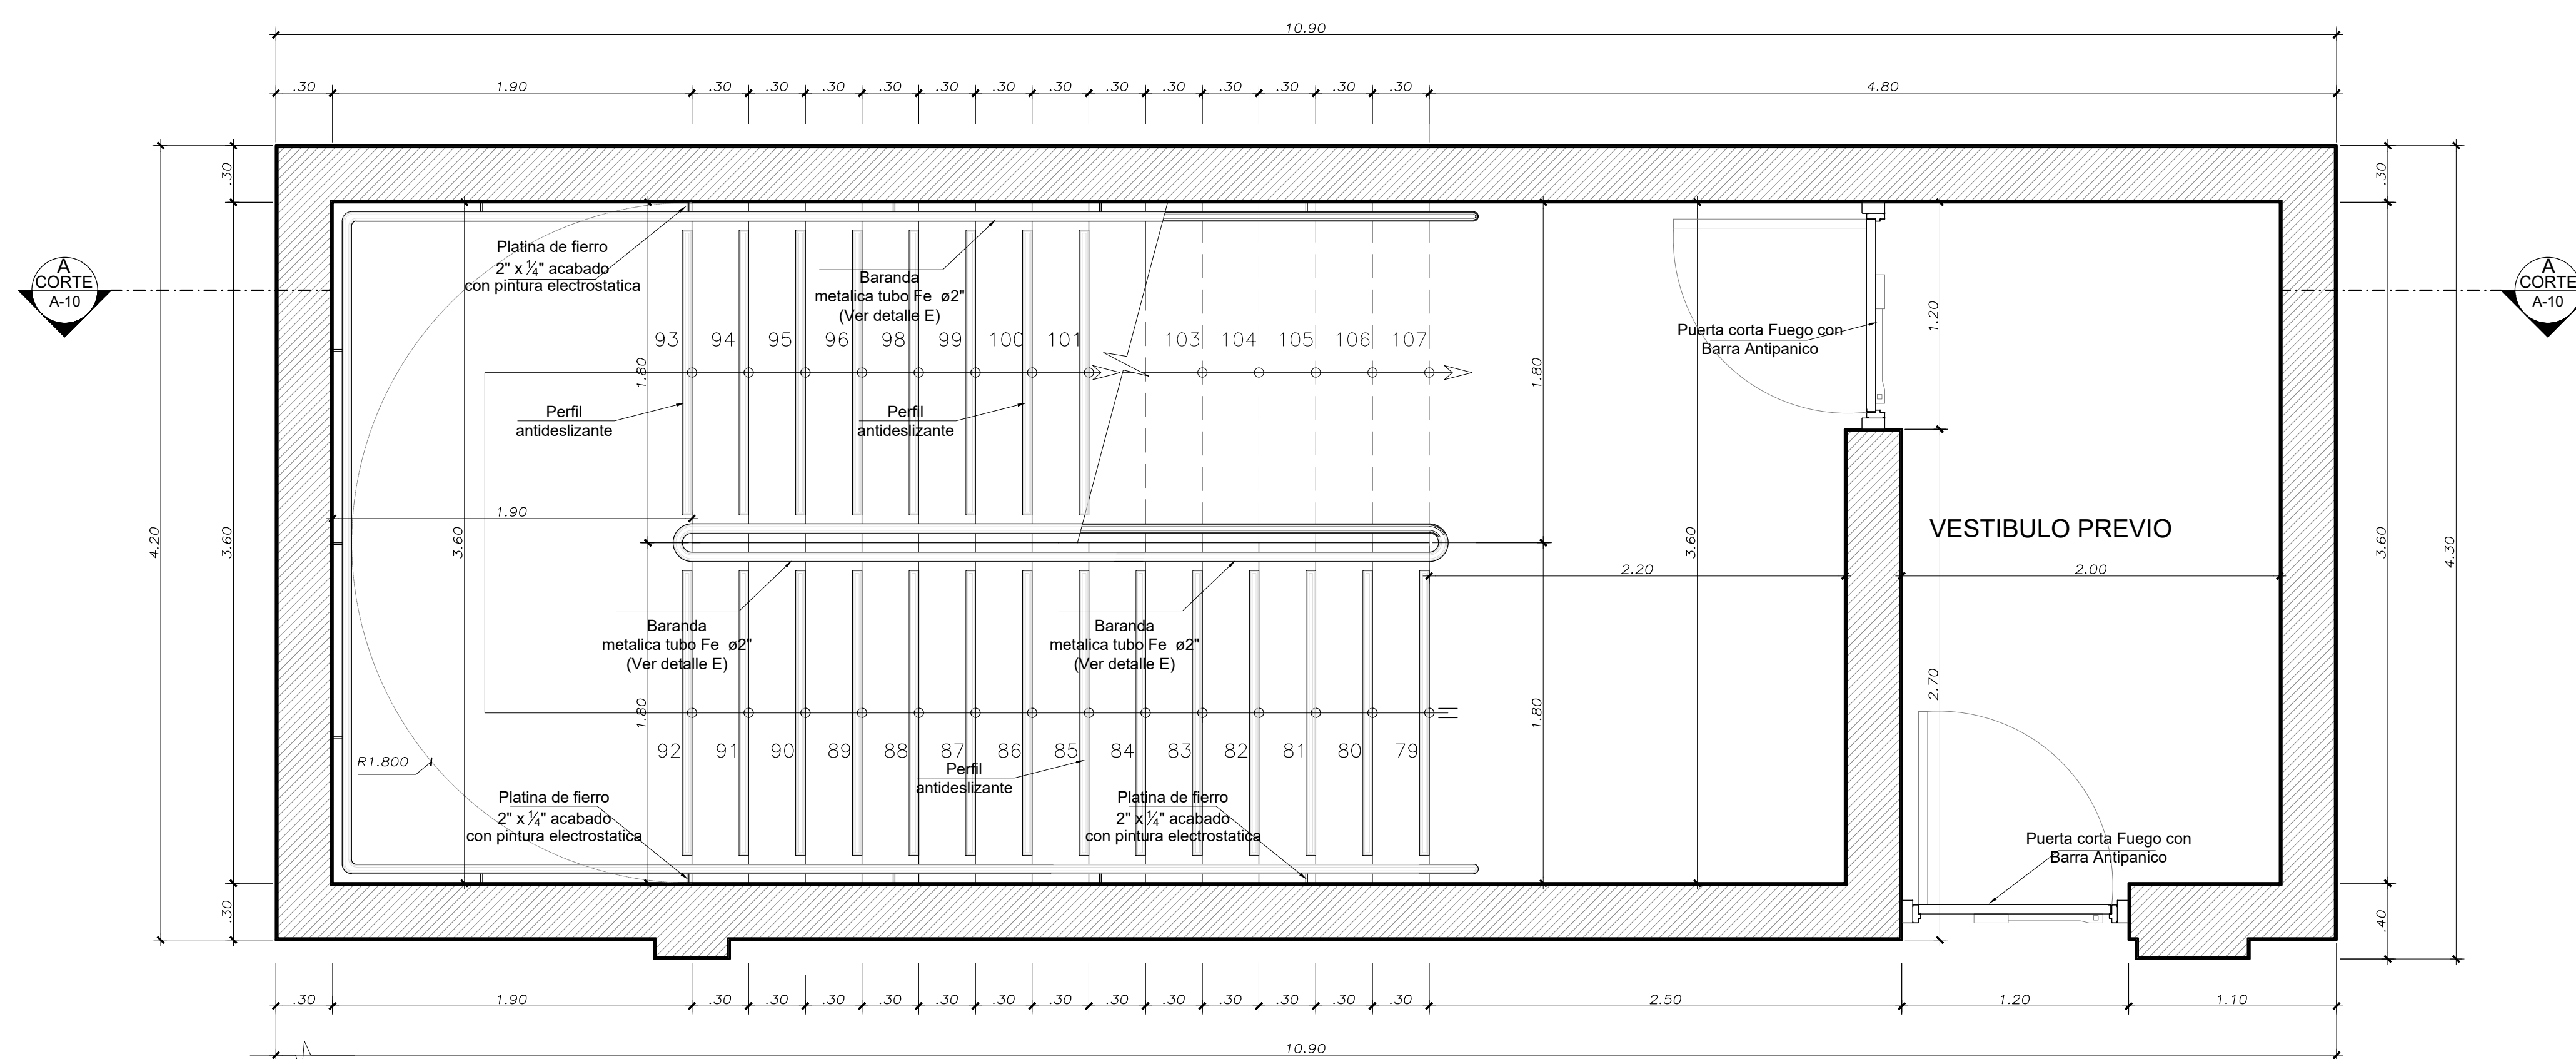 10.90
.30 1.90 .30 .30 .30 .30 .30 .30 .30 .30 .30 .30 .30 .30 .30 4.80
A
CORTE
A-10
A
CORTE
A-10
4.20
.30
3.60
.30
.30
3.60
.40
4.30
Platina de fierro
2" x ¼" acabado
con pintura electrostatica
Baranda
metalica tubo Fe ø2"
(Ver detalle E)
93 94 95 96 98 99 100 101 103 104 105 106 107
Puerta corta Fuego con
Barra Antipanico
1.20
1.80
1.80
Perfil
antideslizante
Perfil
antideslizante
1.90
3.60
3.60
VESTIBULO PREVIO
2.20
2.00
Baranda
metalica tubo Fe ø2"
(Ver detalle E)
Baranda
metalica tubo Fe ø2"
(Ver detalle E)
2.70
1.80
1.80
92 91 90 89 88 87 86 85 84 83 82 81 80 79
R1.800
Perfil
antideslizante
Platina de fierro
2" x ¼" acabado
con pintura electrostatica
Platina de fierro
2" x ¼" acabado
con pintura electrostatica
Puerta corta Fuego con
Barra Antipanico
.30 1.90 .30 .30 .30 .30 .30 .30 .30 .30 .30 .30 .30 .30 .30 2.50 1.20 1.10
10.90